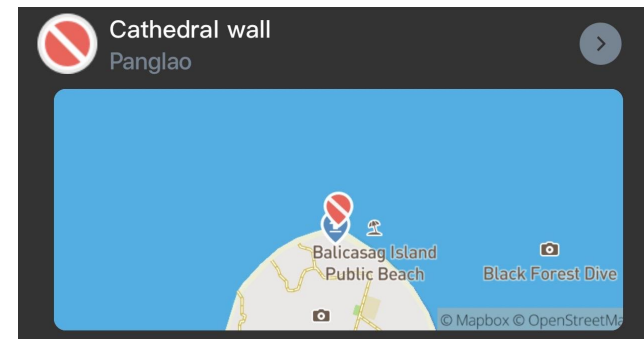 Cathedral wall
Panglao
Balicasag Island
Public Beach
Black Forest Dive
© Mapbox © OpenStreetMa